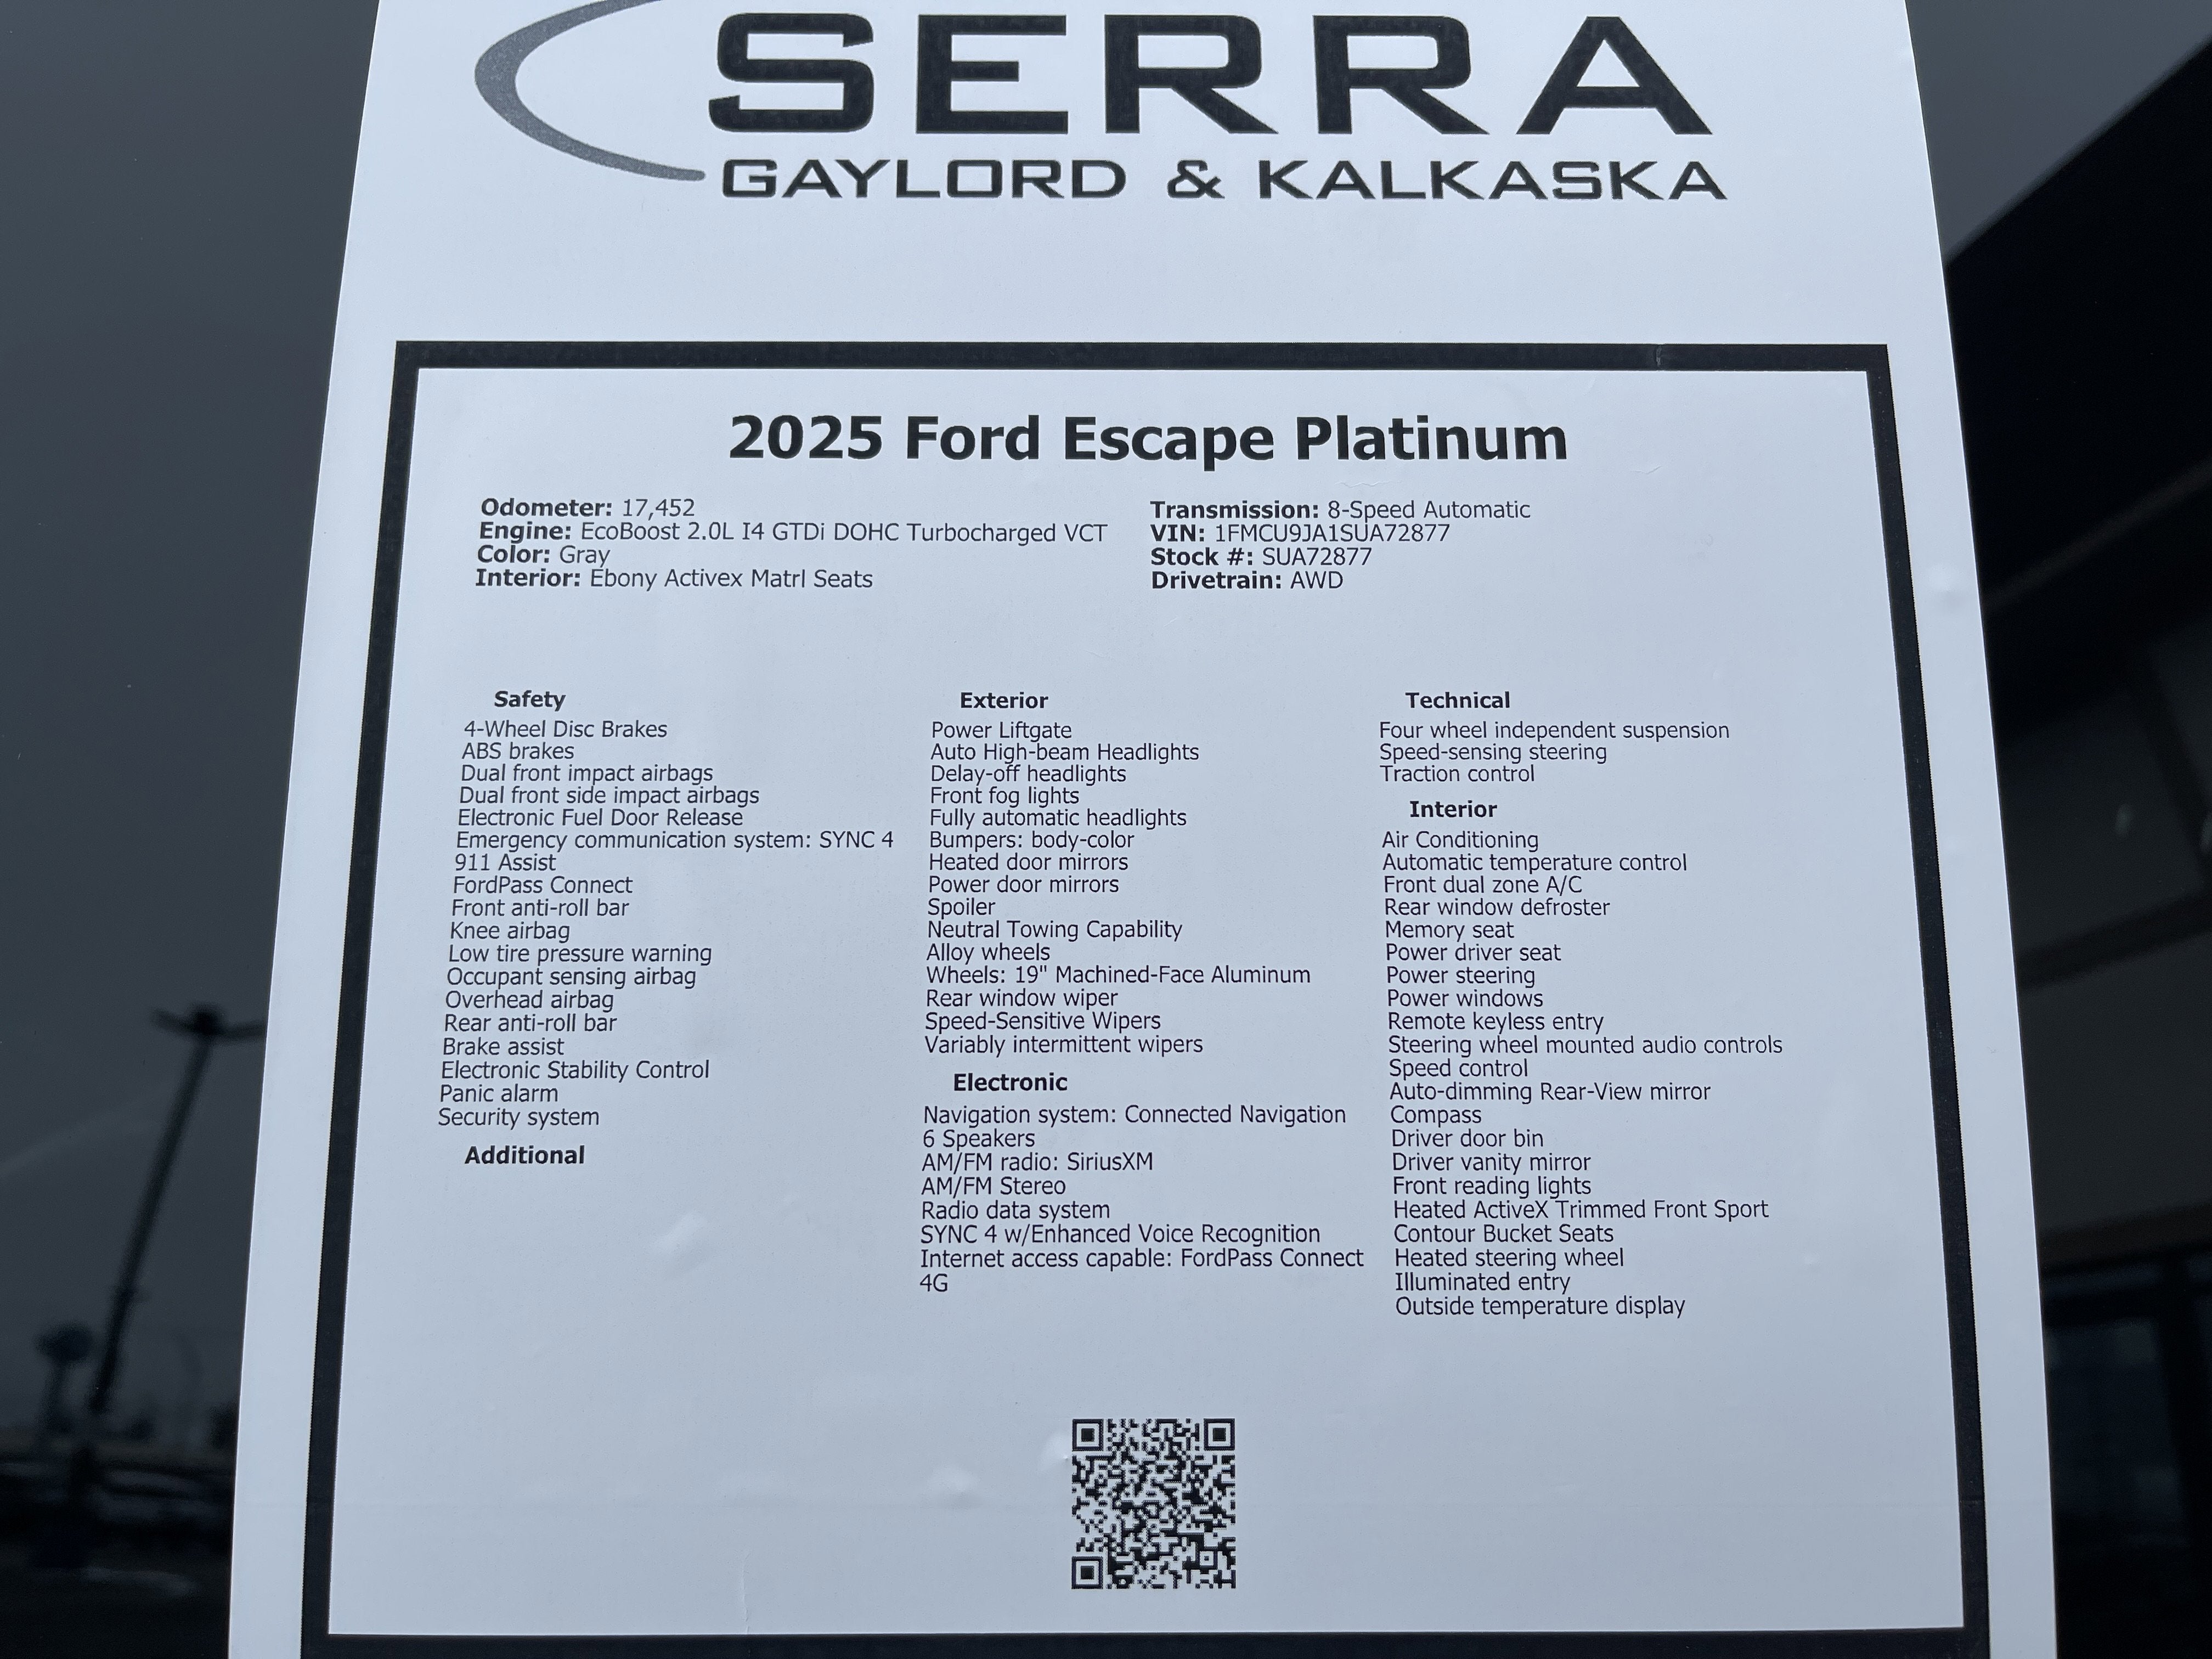 SERRA
GAYLORD & KALKASKA
2025 Ford Escape Platinum
Odometer: 17,452
Engine: EcoBoost 2.0L I4 GTDi DOHC Turbocharged VCT
Color: Gray
Interior: Ebony Activex Matrl Seats
Transmission: 8-Speed Automatic
VIN: 1FMCU9JA1SUA72877
Stock #: SUA72877
Drivetrain: AWD
Safety
4-Wheel Disc Brakes
ABS brakes
Dual front impact airbags
Dual front side impact airbags
Electronic Fuel Door Release
Emergency communication system: SYNC 4
911 Assist
FordPass Connect
Front anti-roll bar
Knee airbag
Low tire pressure warning
Occupant sensing airbag
Overhead airbag
Rear anti-roll bar
Brake assist
Electronic Stability Control
Panic alarm
Security system
Additional
Exterior
Power Liftgate
Auto High-beam Headlights
Delay-off headlights
Front fog lights
Fully automatic headlights
Bumpers: body-color
Heated door mirrors
Power door mirrors
Spoiler
Neutral Towing Capability
Alloy wheels
Wheels: 19" Machined-Face Aluminum
Rear window wiper
Speed-Sensitive Wipers
Variably intermittent wipers
Electronic
Navigation system: Connected Navigation
6 Speakers
AM/FM radio: SiriusXM
AM/FM Stereo
Radio data system
SYNC 4 w/Enhanced Voice Recognition
Internet access capable: FordPass Connect
4G
Technical
Four wheel independent suspension
Speed-sensing steering
Traction control
Interior
Air Conditioning
Automatic temperature control
Front dual zone A/C
Rear window defroster
Memory seat
Power driver seat
Power steering
Power windows
Remote keyless entry
Steering wheel mounted audio controls
Speed control
Auto-dimming Rear-View mirror
Compass
Driver door bin
Driver vanity mirror
Front reading lights
Heated ActiveX Trimmed Front Sport
Contour Bucket Seats
Heated steering wheel
Illuminated entry
Outside temperature display